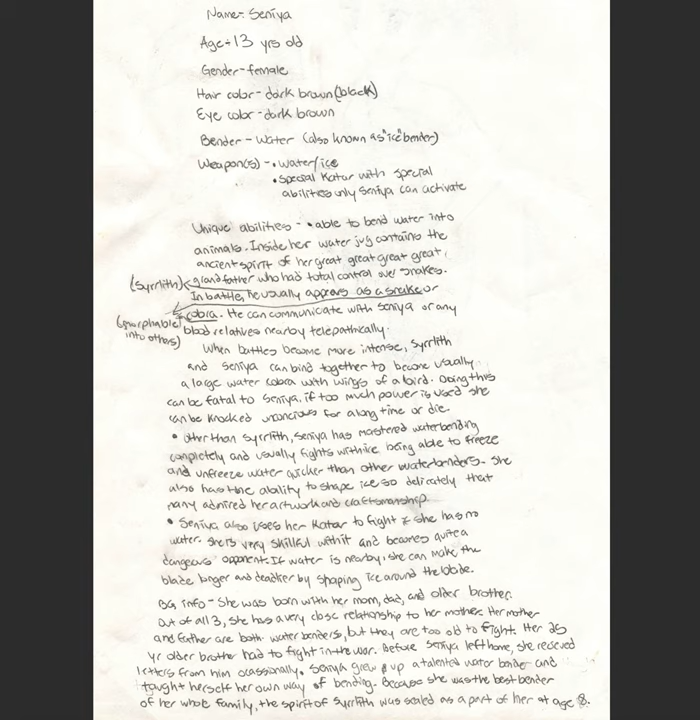 Name- Seniya
Age- 13 yrs old
Gender- female
Hair color- dark brown (black)
Eye color- dark brown
Bender- Water (also known as "ice" bender)
Weapon(s) - • Water/ice
• Special Katar with special
abilities only Seniya can activate
Unique abilities - • able to bend water into
animals. Inside her water jug contains the
ancient spirit of her great great great great
(Syrrlith) grandfather who had total control over snakes.
In battle, he usually appears as a snake or
cobra. He can communicate with Seniya or any
(morphable into others) blood relatives nearby telepathically.
When battles become more intense, Syrrlith
and Seniya can bind together to become usually
a large water cobra with wings of a bird. Doing this
can be fatal to Seniya. if too much power is used she
can be knocked unconcious for a long time or die.
• Other than Syrrlith, Seniya has mastered waterbending
completely and usually fights with ice being able to freeze
and unfreeze water quicker than other waterbenders. She
also has the ability to shape ice so delicately that
many admired her artwork and craftsmanship.
• Seniya also uses her Katar to fight if she has no
water. She is very skillful with it and becomes quite a
dangeous opponent. If water is nearby, she can make the
blade longer and deadlier by shaping ice around the blade.
BG info - She was born with her mom, dad, and older brother.
Out of all 3, she has a very close relationship to her mother. Her mother
and father are both water benders, but they are too old to fight. Her 25
yr older brother had to fight in the war. Before Seniya left home, she recieved
letters from him ocassionally. Seniya grew up a talented water bender and
taught herself her own way of bending. Because she was the best bender
of her whole family, the spirit of Syrrlith was sealed as a part of her at age 8.